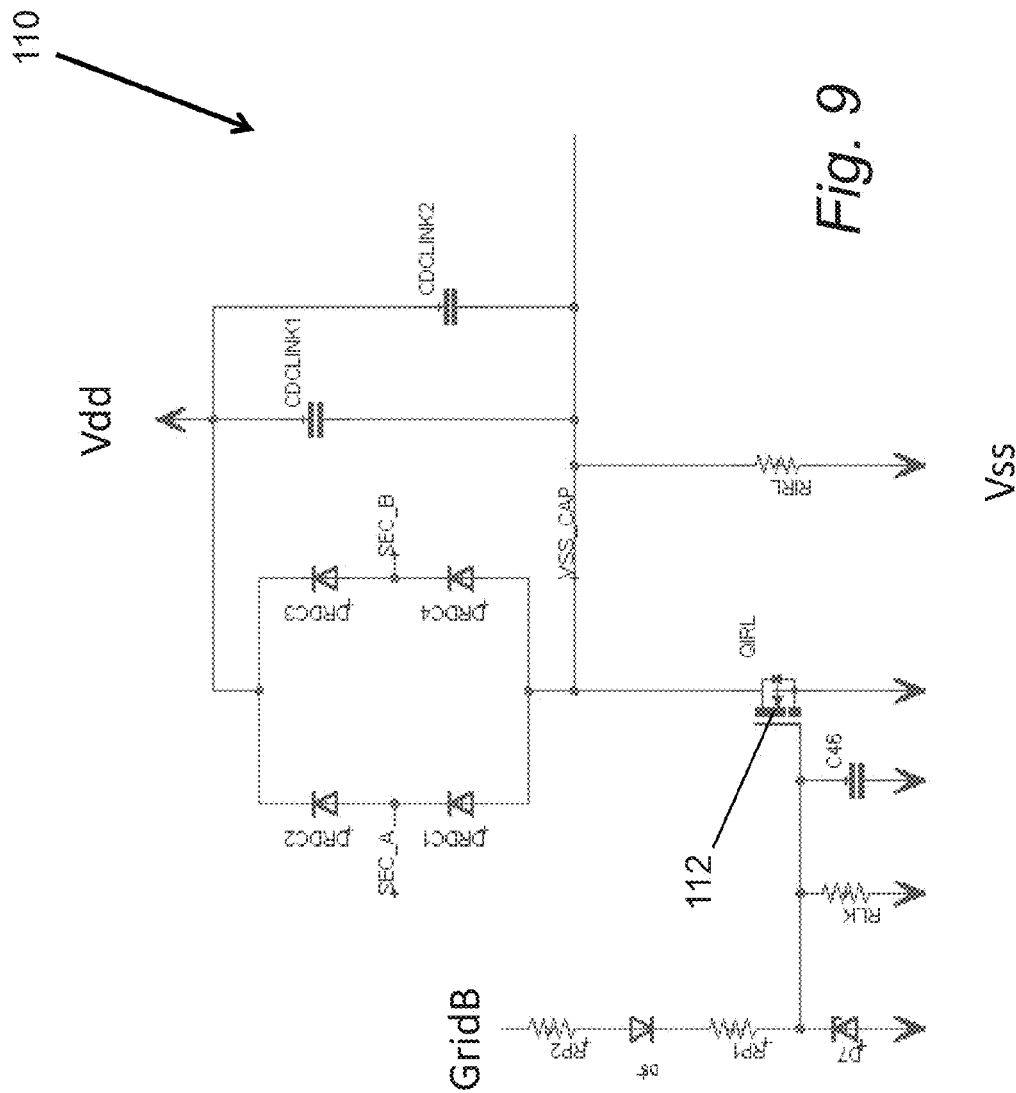 110
Vdd
CDCLINK1
CDCLINK2
Fig. 9
DRDC2
DRDC3
SEC_A
SEC_B
DRDC1
DRDC4
VSS_CAP
RIRL
Vss
QIRL
112
C46
RLK
GridB
RP2
RP1
D7